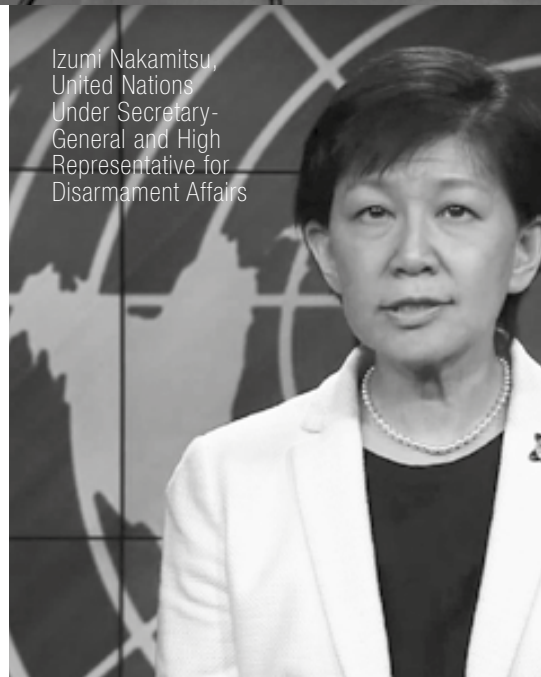 Izumi Nakamitsu,
United Nations
Under Secretary-
General and High
Representative for
Disarmament Affairs